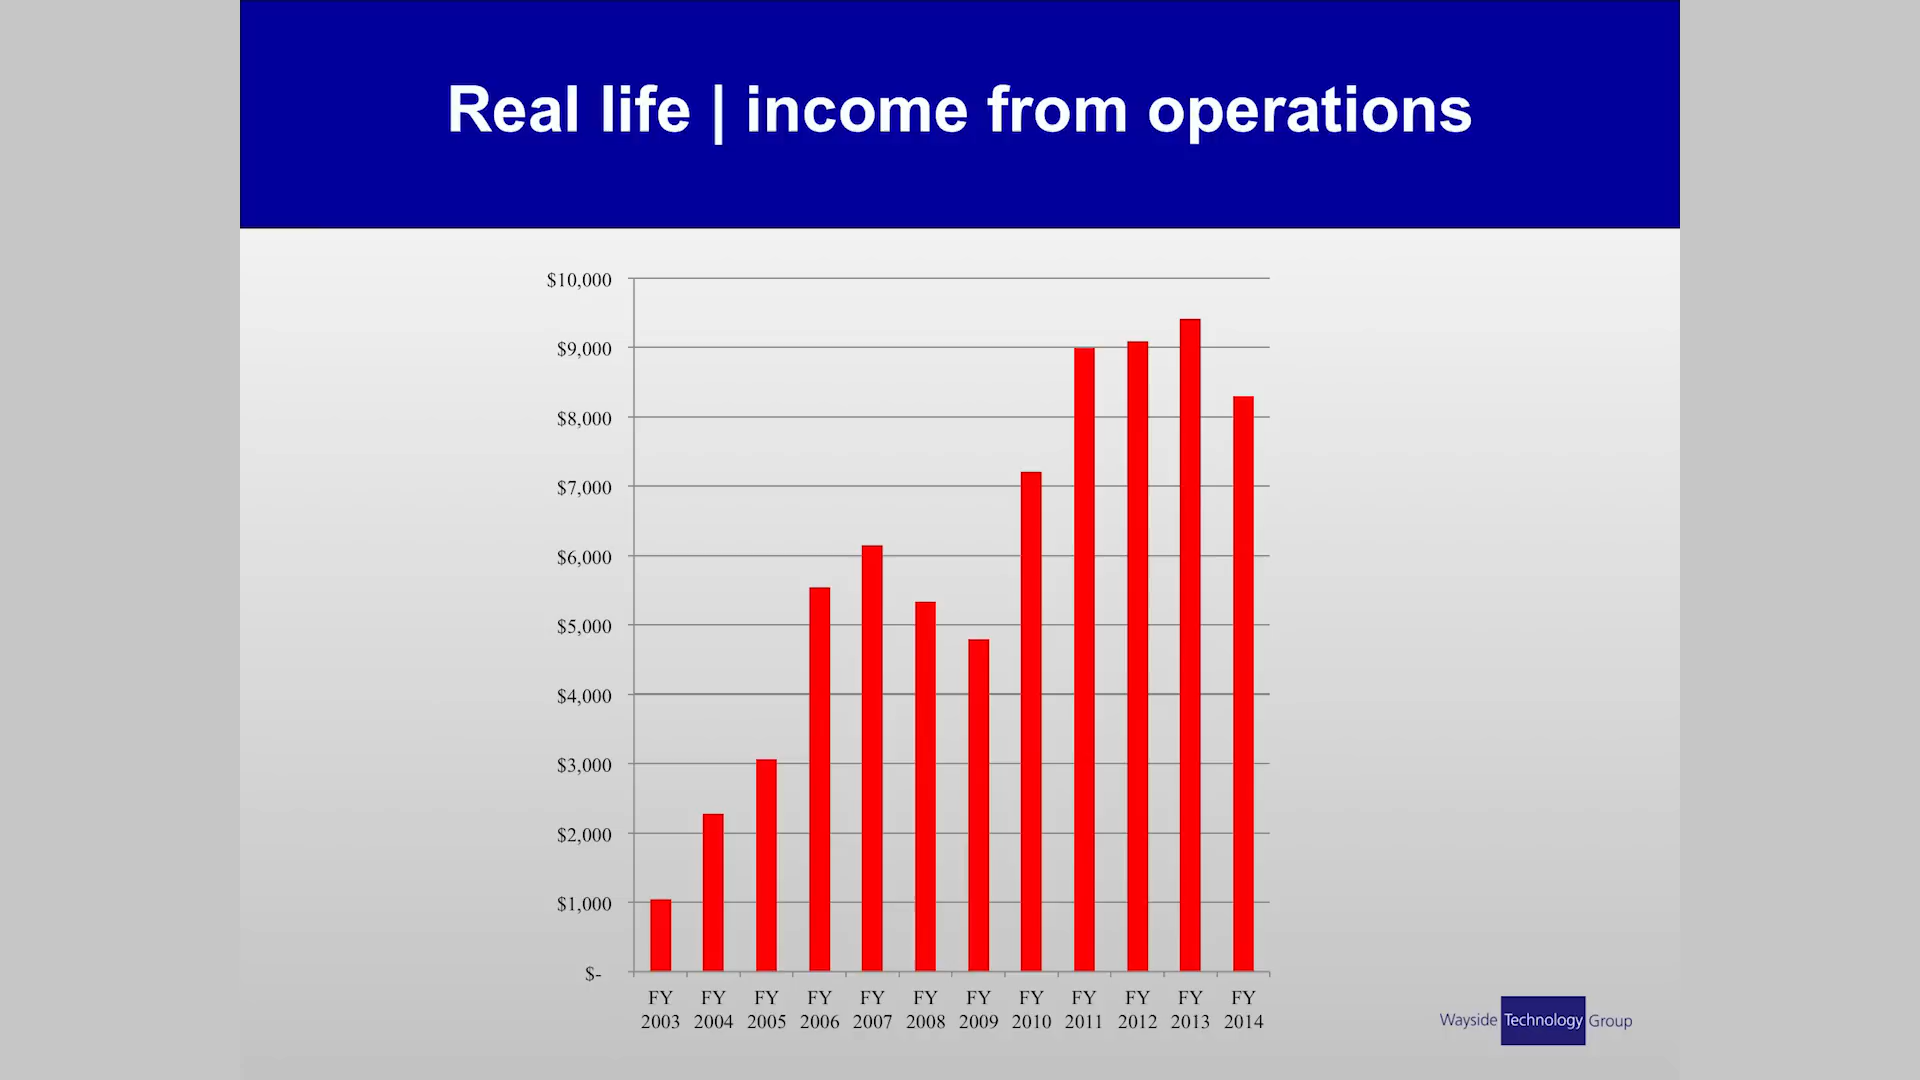 Real life | income from operations
$10,000
$9,000
$8,000
$7,000
$6,000
$5,000
$4,000
$3,000
$2,000
$1,000
$-
FY FY FY FY FY FY FY FY FY FY FY FY
2003 2004 2005 2006 2007 2008 2009 2010 2011 2012 2013 2014
Wayside Technology Group